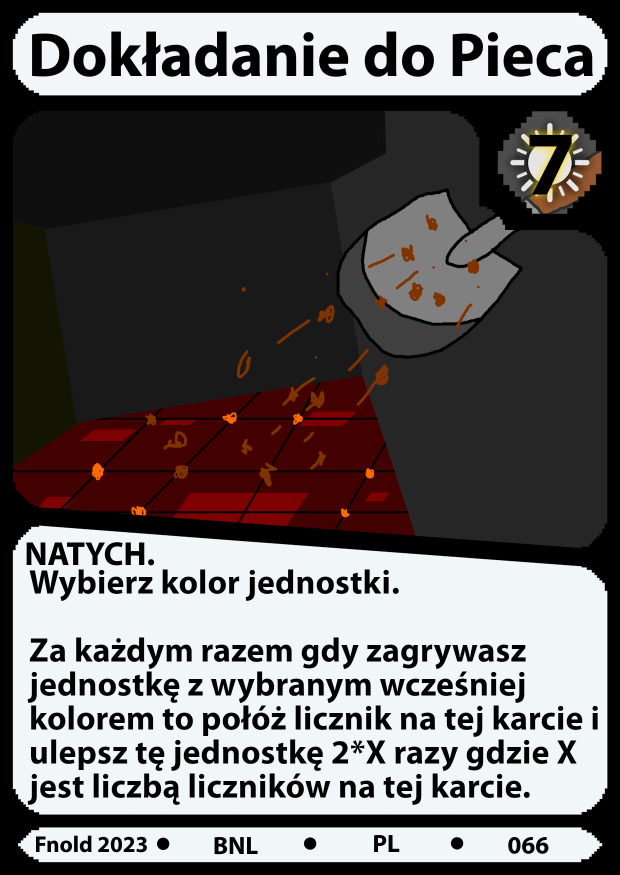 Dokładanie do Pieca
7
NATYCH.
Wybierz kolor jednostki.
Za każdym razem gdy zagrywasz
jednostkę z wybranym wcześniej
kolorem to połóż licznik na tej karcie i
ulepsz tę jednostkę 2*X razy gdzie X
jest liczbą liczników na tej karcie.
Fnold 2023 • BNL • PL • 066